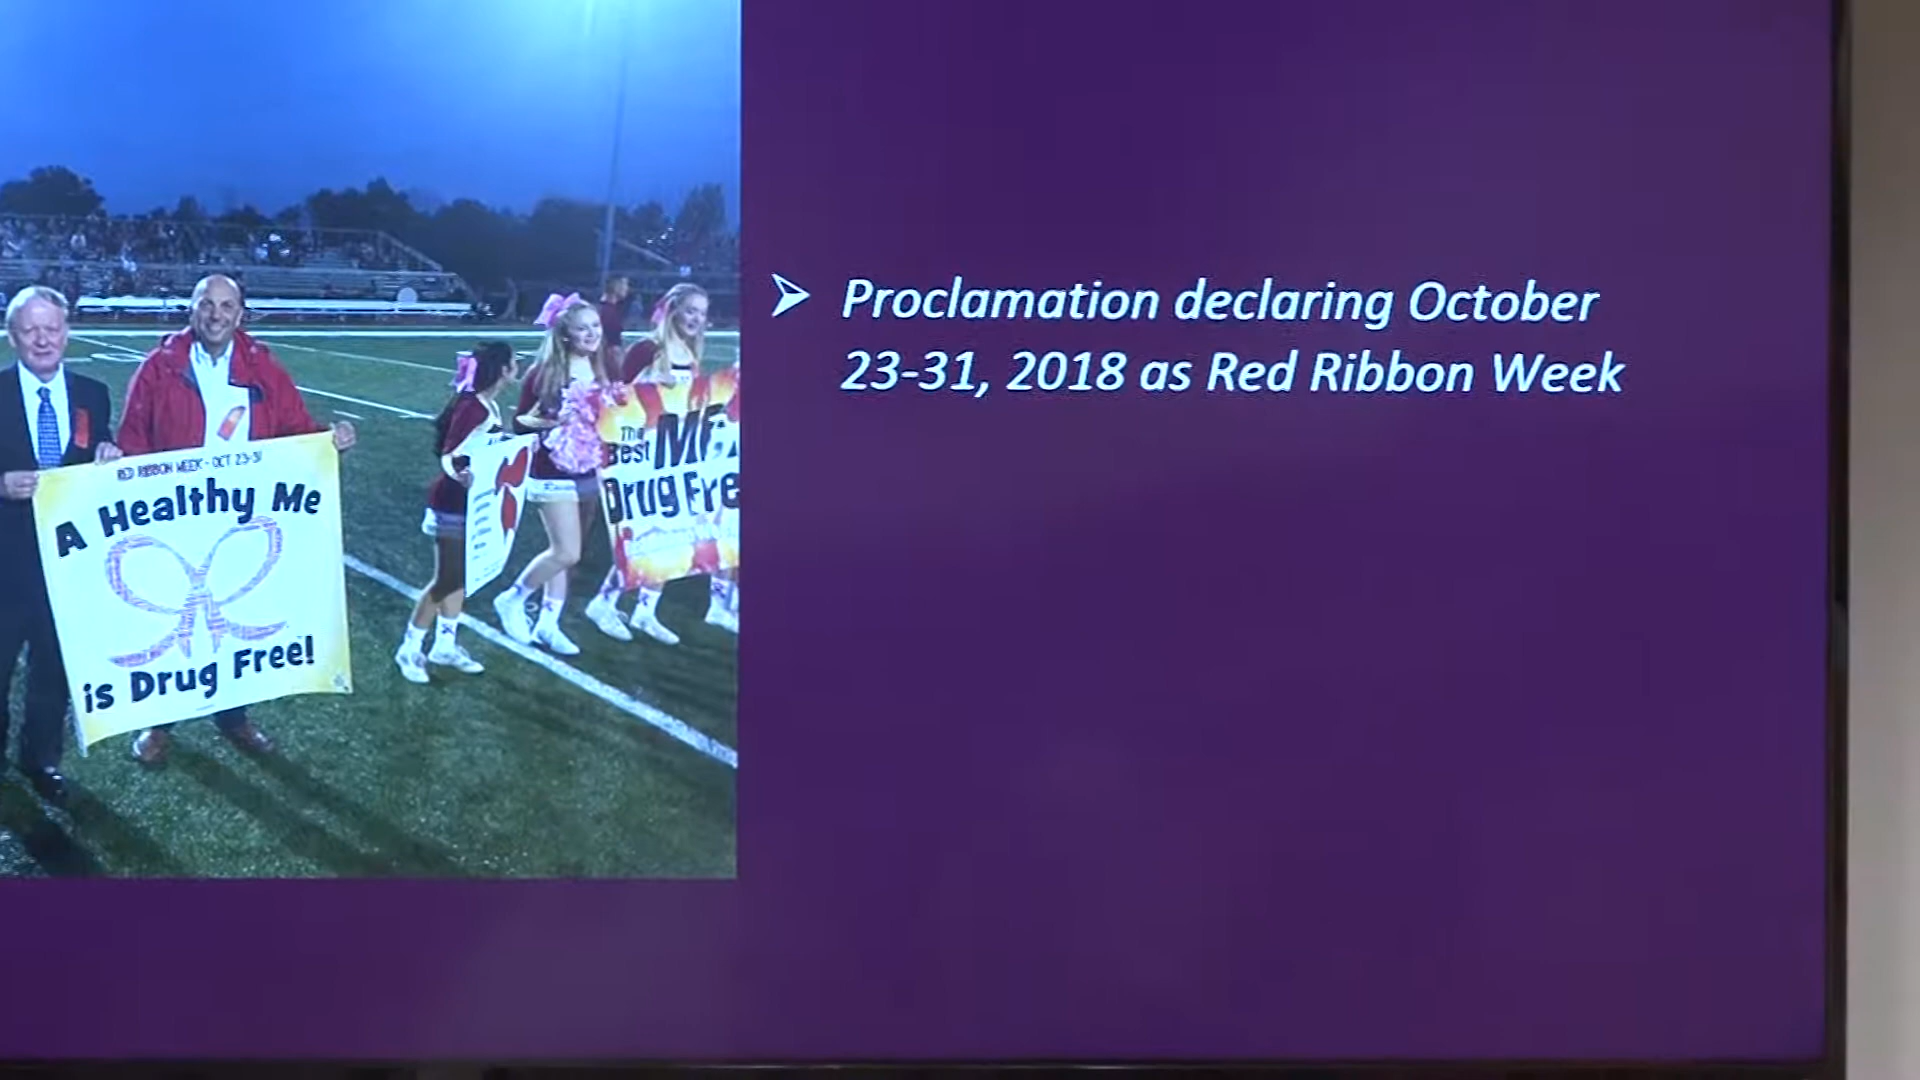 Proclamation declaring October
23-31, 2018 as Red Ribbon Week
RED RIBBON WEEK - OCT 23-31
A Healthy Me
is Drug Free!
The
Best
Drug